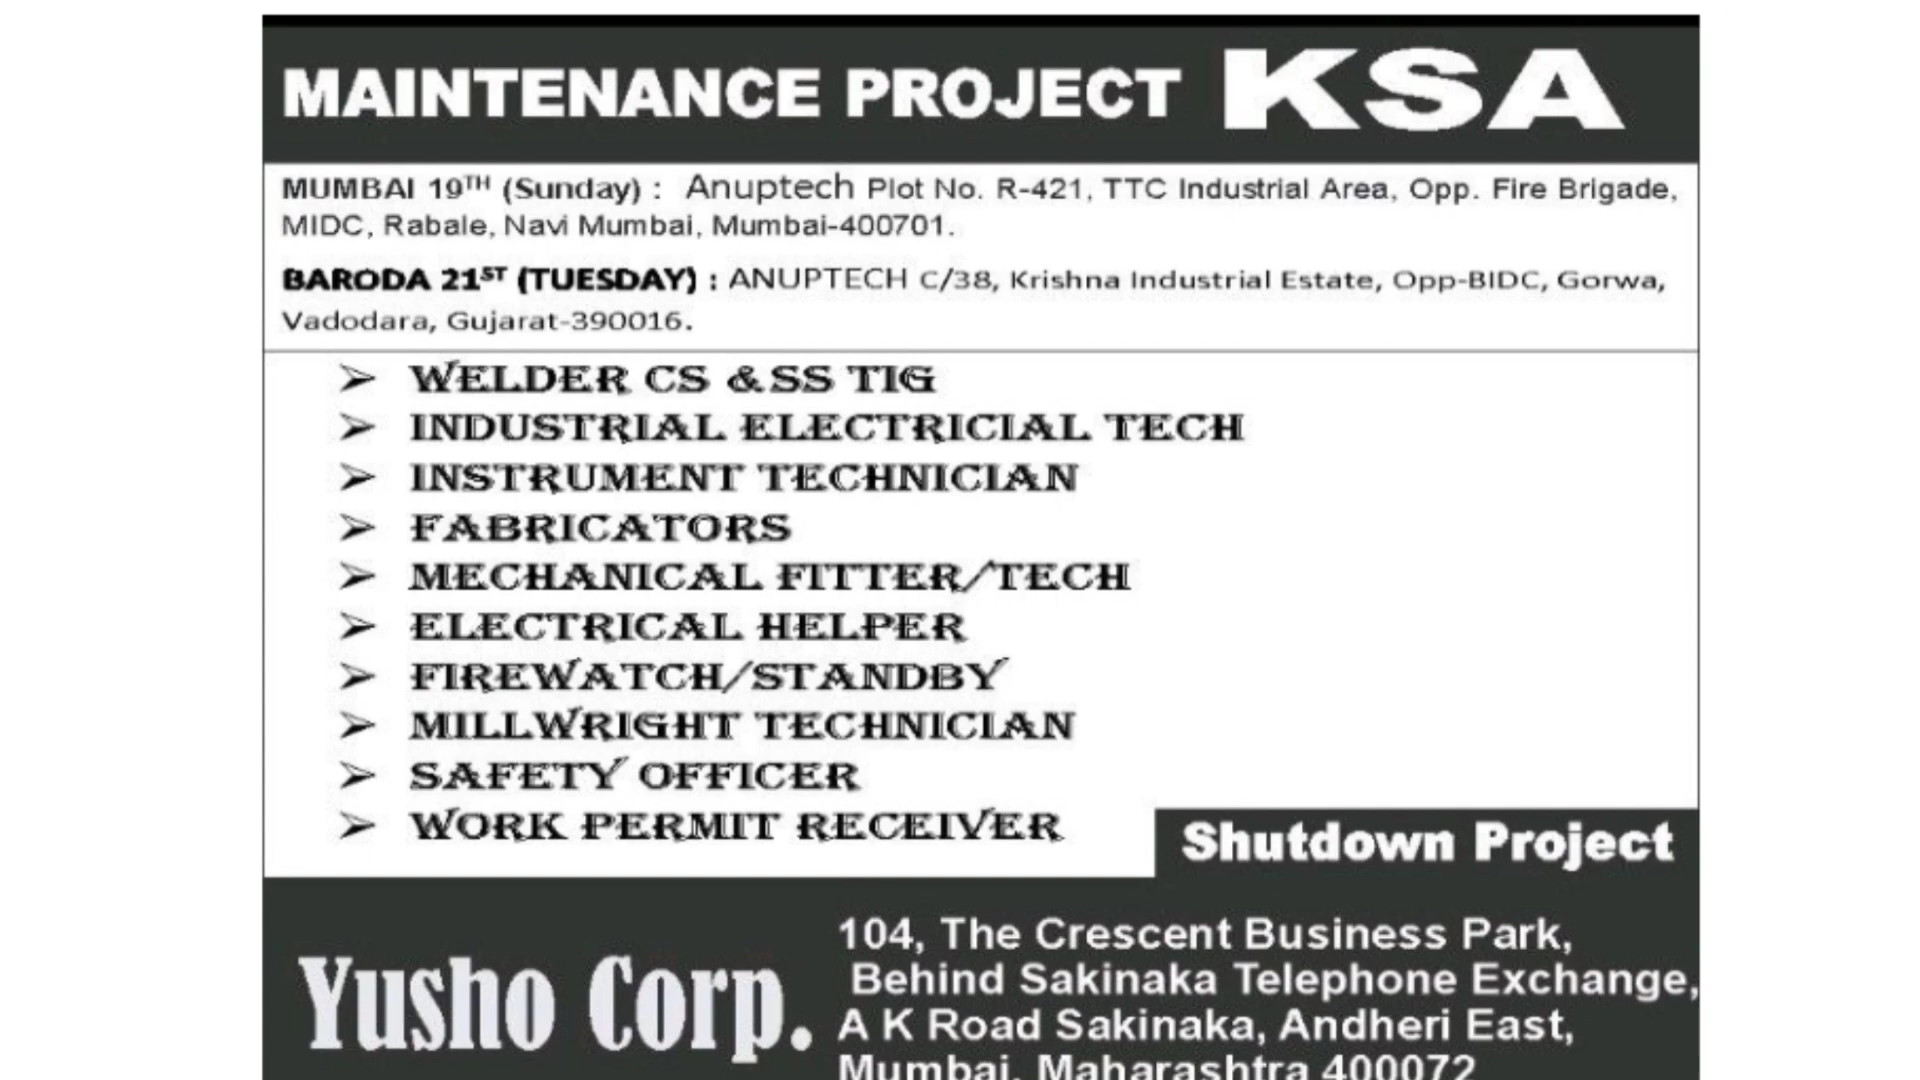 MAINTENANCE PROJECT KSA
MUMBAI 19TH (Sunday) : Anuptech Plot No. R-421, TTC Industrial Area, Opp. Fire Brigade,
MIDC, Rabale, Navi Mumbai, Mumbai-400701.
BARODA 21ST (TUESDAY) : ANUPTECH C/38, Krishna Industrial Estate, Opp-BIDC, Gorwa,
Vadodara, Gujarat-390016.
➢ WELDER CS &SS TIG
➢ INDUSTRIAL ELECTRICIAL TECH
➢ INSTRUMENT TECHNICIAN
➢ FABRICATORS
➢ MECHANICAL FITTER/TECH
➢ ELECTRICAL HELPER
➢ FIREWATCH/STANDBY
➢ MILLWRIGHT TECHNICIAN
➢ SAFETY OFFICER
➢ WORK PERMIT RECEIVER
Shutdown Project
Yusho Corp.
104, The Crescent Business Park,
Behind Sakinaka Telephone Exchange,
A K Road Sakinaka, Andheri East,
Mumbai, Maharashtra 400072